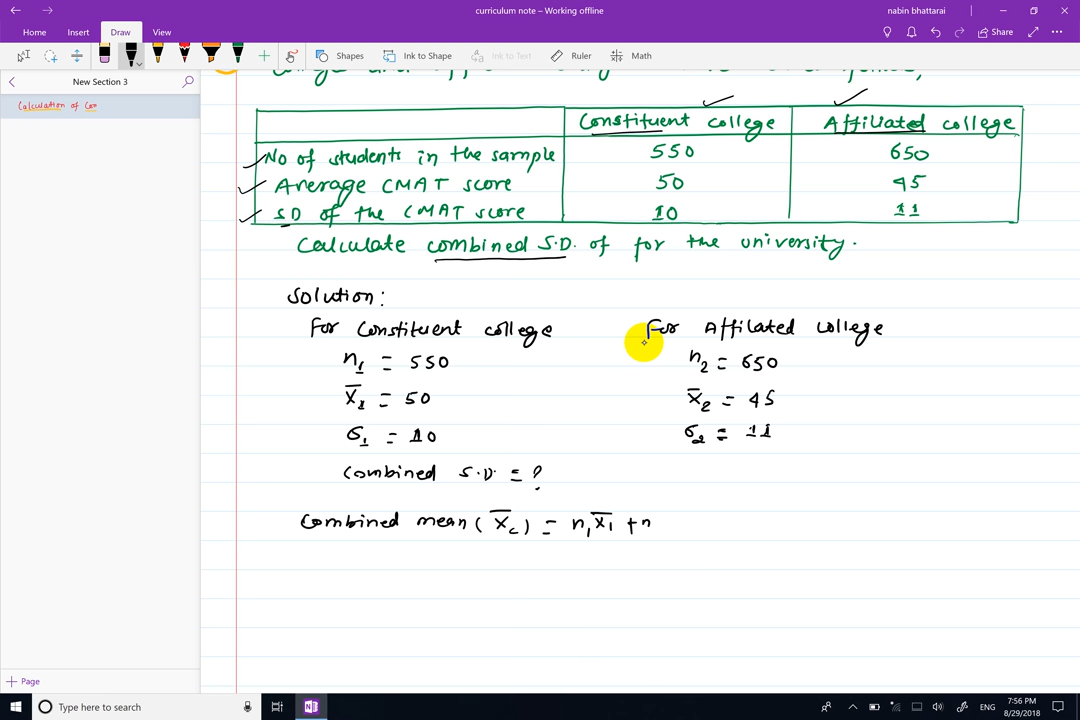 curriculum note – Working offline
nabin bhattarai
Home Insert Draw View
Share
Shapes Ink to Shape Ink to Text Ruler Math
New Section 3
Calculation of Com
Constituent college Affiliated college
No of students in the sample 550 650
Average CMAT score 50 45
SD of the CMAT score 10 11
Calculate combined S.D. of for the university.
Solution:
For Constituent college For Affilated college
n1 = 550 n2 = 650
X̄1 = 50 X̄2 = 45
σ1 = 10 σ2 = 11
Combined S.D = ?
Combined mean ( X̄c ) = n1 X̄1 + n
Page
Type here to search
ENG
7:56 PM
8/29/2018